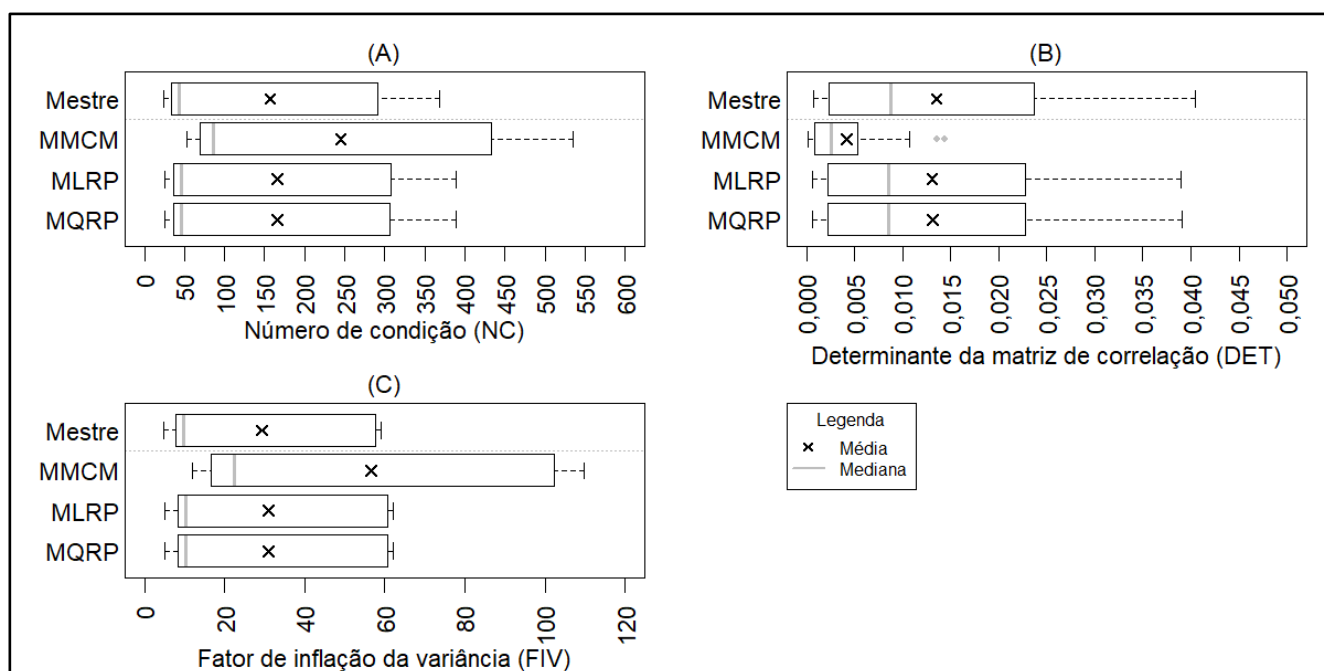 (A)
Mestre
MMCM
MLRP
MQRP
0 50 100 150 200 250 300 350 400 450 500 550 600
Número de condição (NC)
(B)
Mestre
MMCM
MLRP
MQRP
0,000 0,005 0,010 0,015 0,020 0,025 0,030 0,035 0,040 0,045 0,050
Determinante da matriz de correlação (DET)
(C)
Mestre
MMCM
MLRP
MQRP
0 20 40 60 80 100 120
Fator de inflação da variância (FIV)
Legenda
Média
Mediana